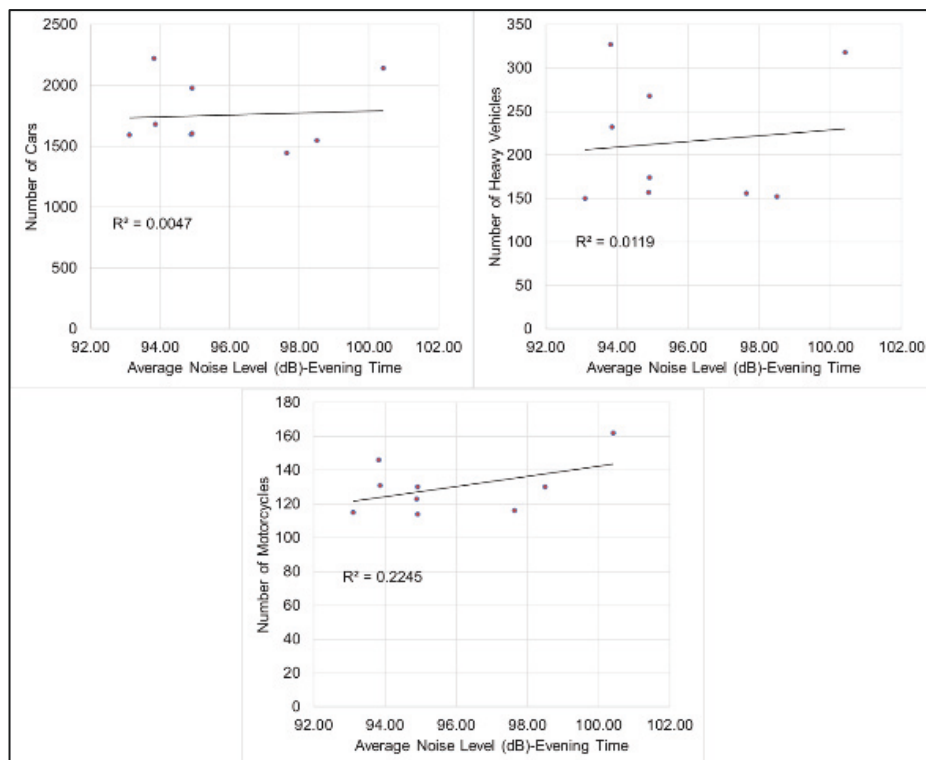 2500
2000
1500
1000
500
0
Number of Cars
R² = 0.0047
92.00 94.00 96.00 98.00 100.00 102.00
Average Noise Level (dB)-Evening Time
350
300
250
200
150
100
50
0
Number of Heavy Vehicles
R² = 0.0119
92.00 94.00 96.00 98.00 100.00 102.00
Average Noise Level (dB)-Evening Time
180
160
140
120
100
80
60
40
20
0
Number of Motorcycles
R² = 0.2245
92.00 94.00 96.00 98.00 100.00 102.00
Average Noise Level (dB)-Evening Time